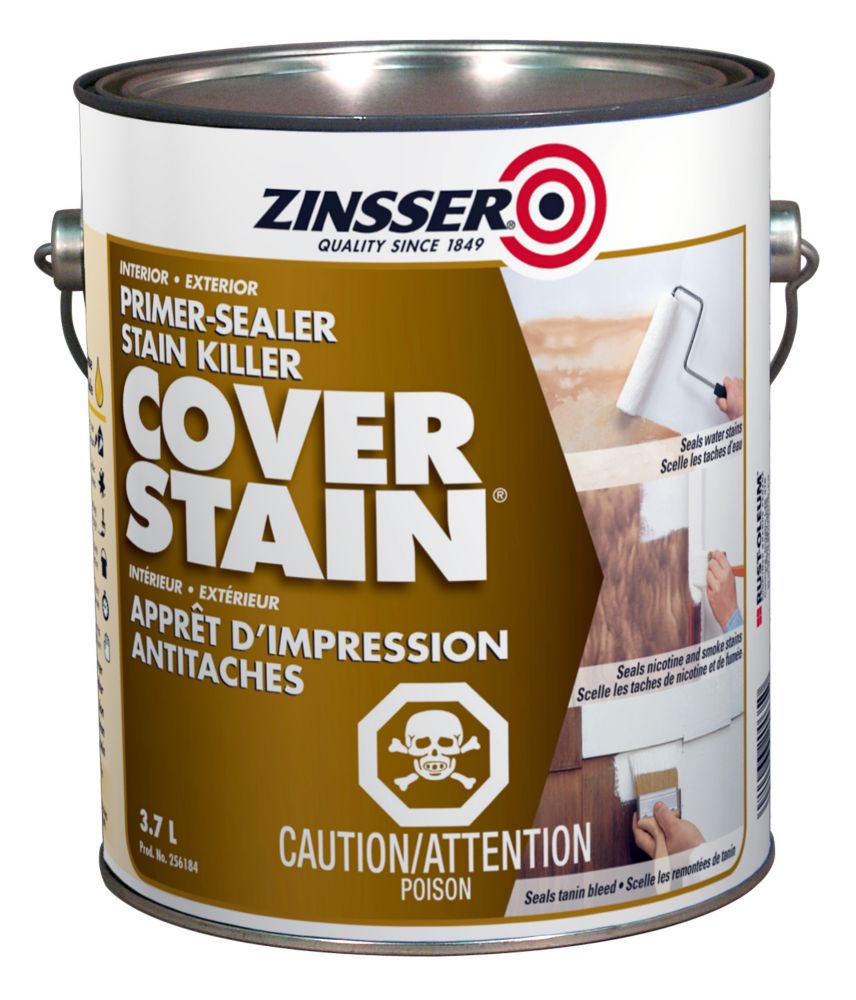 ZINSSER®
QUALITY SINCE 1849
INTERIOR • EXTERIOR
PRIMER-SEALER
STAIN KILLER
COVER
STAIN®
INTÉRIEUR • EXTÉRIEUR
APPRÊT D'IMPRESSION
ANTITACHES
3.7 L
Prod. No. 256184
CAUTION/ATTENTION
POISON
Seals water stains
Scelle les taches d'eau
Seals nicotine and smoke stains
Scelle les taches de nicotine et de fumée
Seals tanin bleed • Scelle les remontées de tanin
RUST-OLEUM